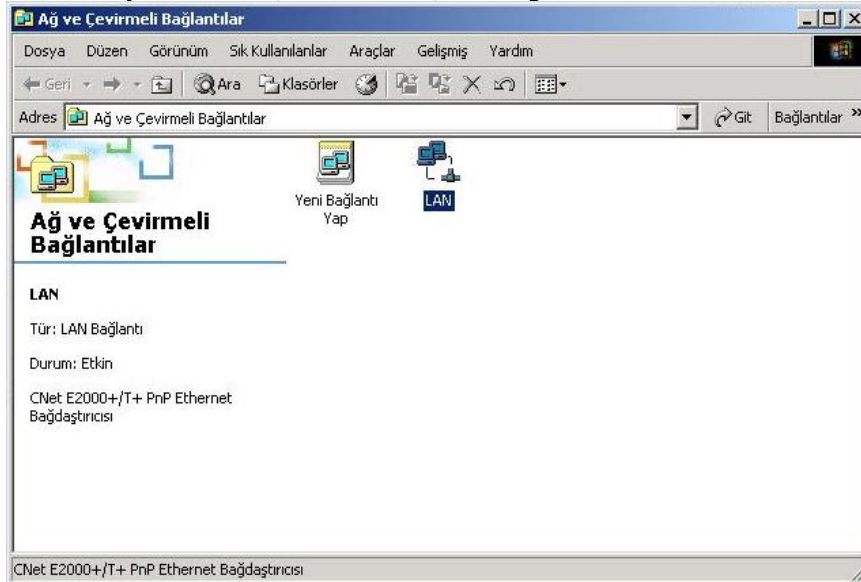 Ağ ve Çevirmeli Bağlantılar
Dosya Düzen Görünüm Sık Kullanılanlar Araçlar Gelişmiş Yardım
Geri Ara Klasörler
Adres Ağ ve Çevirmeli Bağlantılar Git Bağlantılar »
Yeni Bağlantı
Yap
LAN
Ağ ve Çevirmeli
Bağlantılar
LAN
Tür: LAN Bağlantı
Durum: Etkin
CNet E2000+/T+ PnP Ethernet
Bağdaştırıcısı
CNet E2000+/T+ PnP Ethernet Bağdaştırıcısı